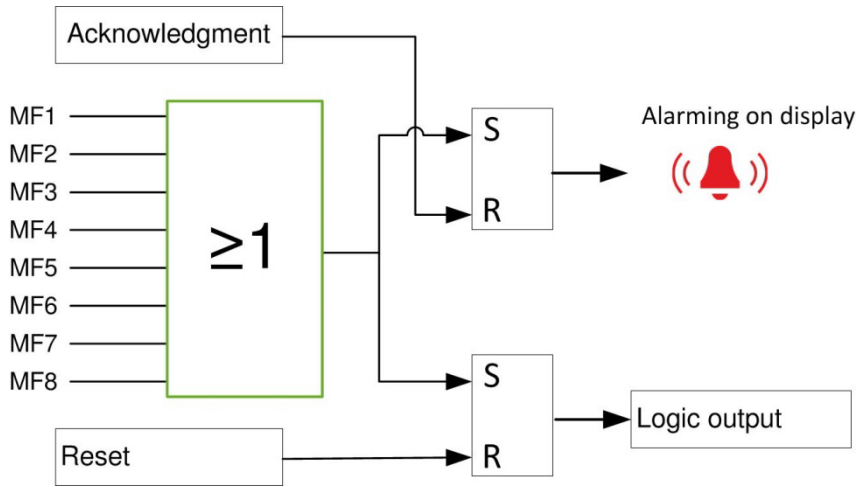 Acknowledgment
MF1
MF2
MF3
MF4
MF5
MF6
MF7
MF8
≥1
S
R
Alarming on display
S
R
Logic output
Reset